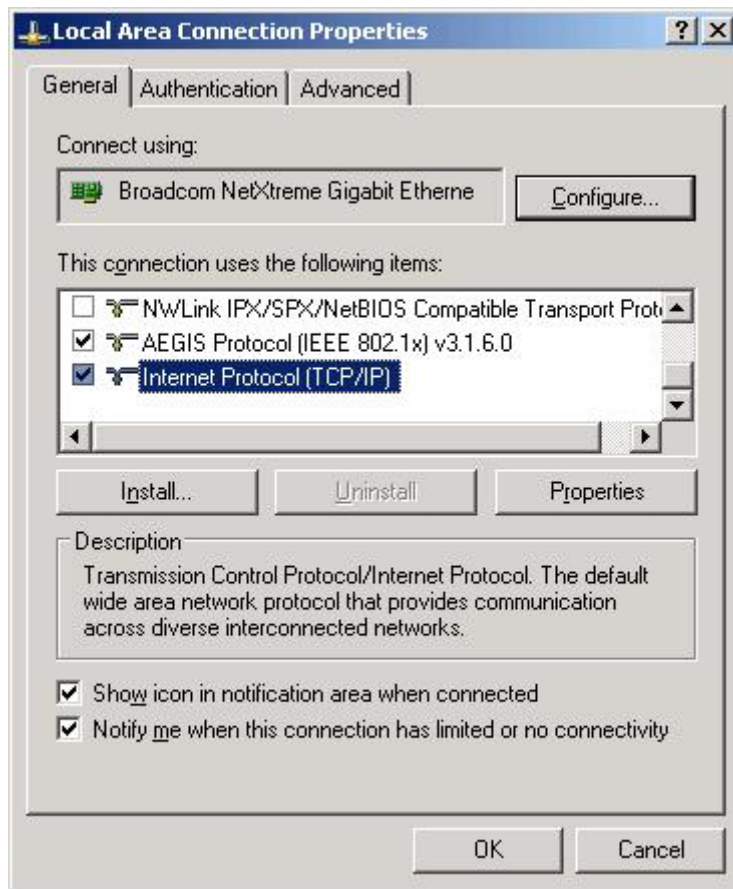 Local Area Connection Properties
General Authentication Advanced
Connect using:
Broadcom NetXtreme Gigabit Etherne Configure...
This connection uses the following items:
NWLink IPX/SPX/NetBIOS Compatible Transport Prot
AEGIS Protocol (IEEE 802.1x) v3.1.6.0
Internet Protocol (TCP/IP)
Install... Uninstall Properties
Description
Transmission Control Protocol/Internet Protocol. The default
wide area network protocol that provides communication
across diverse interconnected networks.
Show icon in notification area when connected
Notify me when this connection has limited or no connectivity
OK Cancel